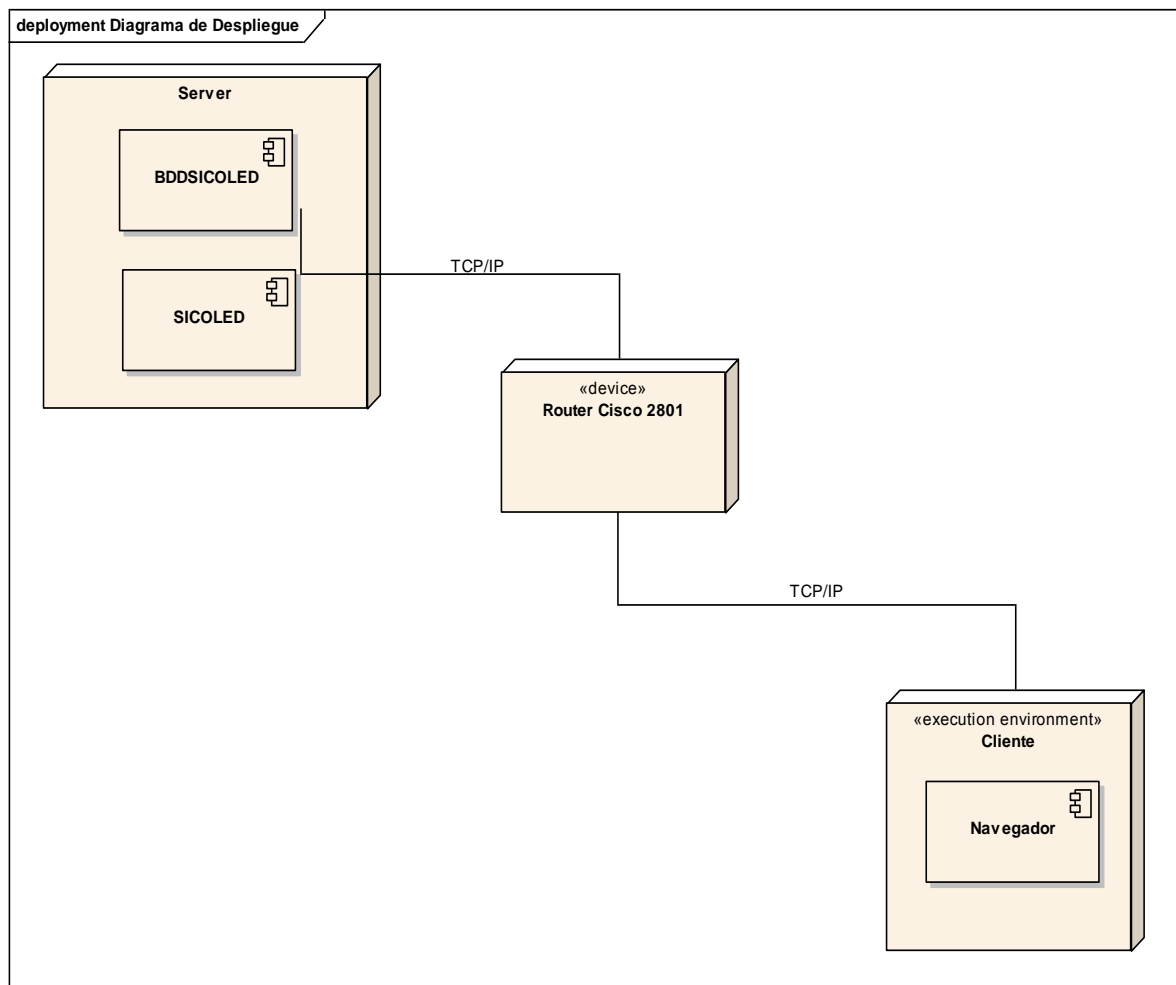 deployment Diagrama de Despliegue
Server
BDDSICOLED
SICOLED
TCP/IP
«device»
Router Cisco 2801
TCP/IP
«execution environment»
Cliente
Navegador